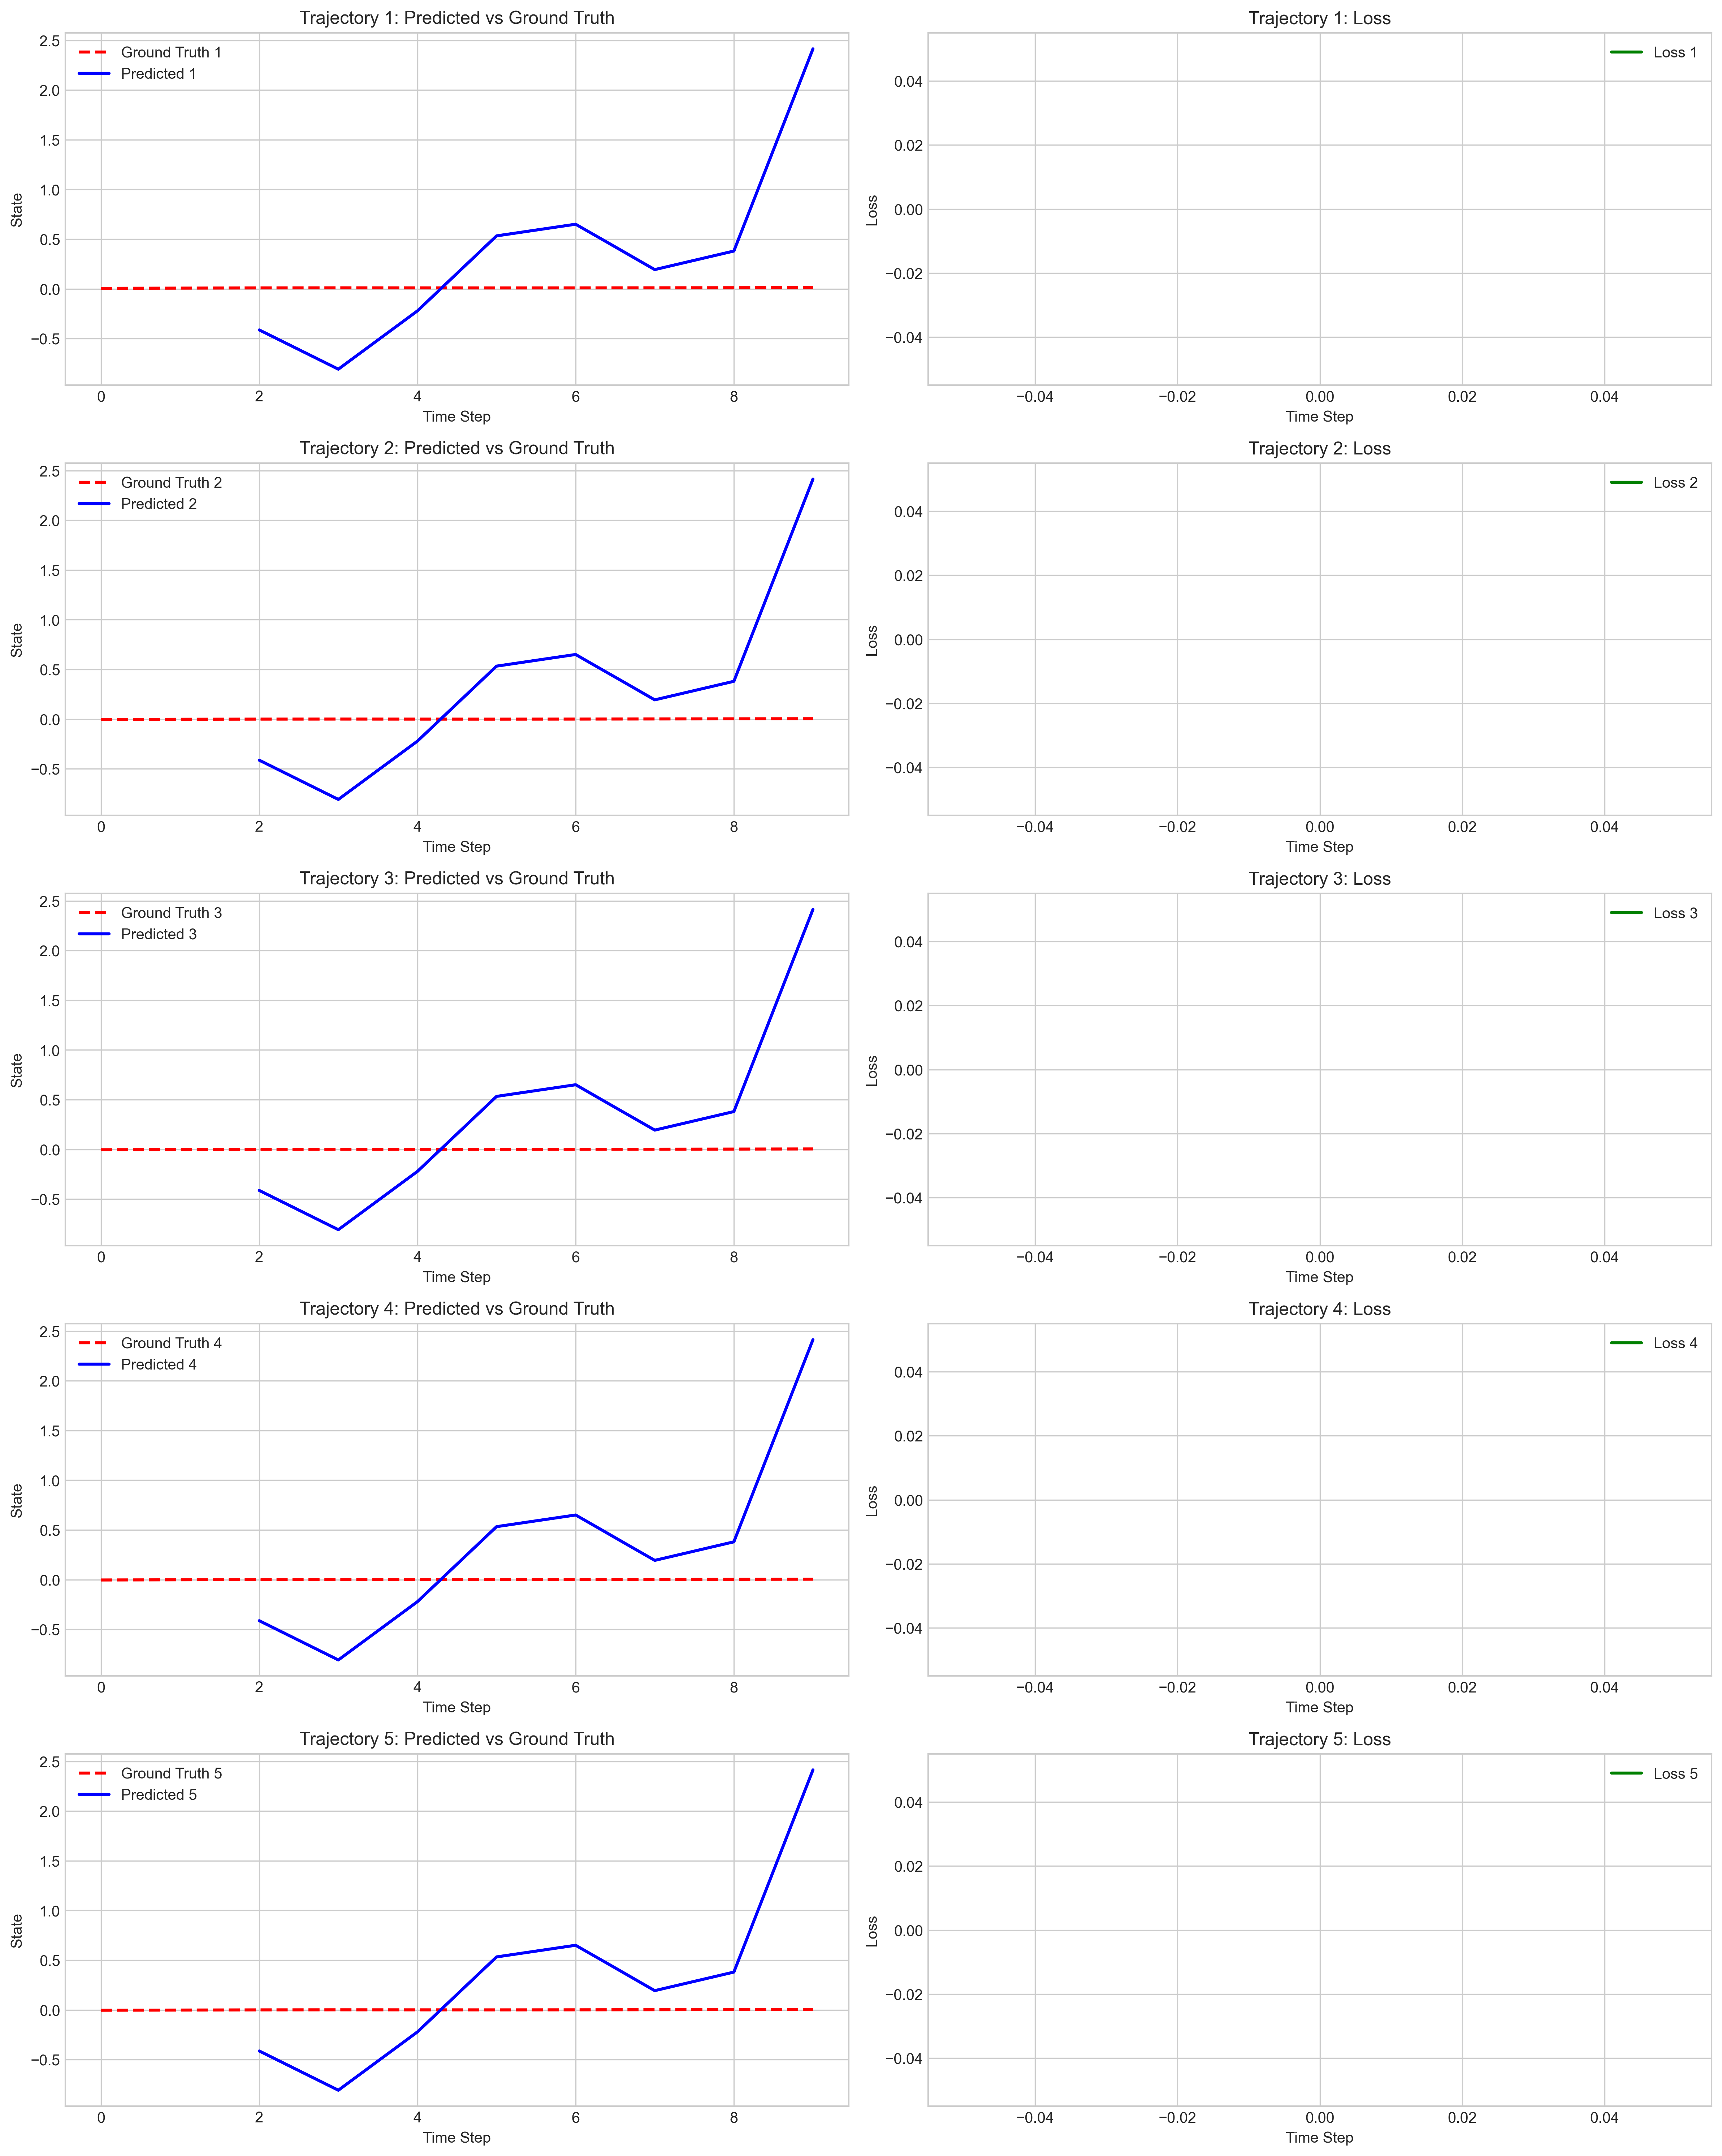 Trajectory 1: Predicted vs Ground Truth
2.5
2.0
1.5
1.0
0.5
0.0
−0.5
State
Ground Truth 1
Predicted 1
0 2 4 6 8
Time Step
Trajectory 1: Loss
0.04
0.02
0.00
−0.02
−0.04
Loss
Loss 1
−0.04 −0.02 0.00 0.02 0.04
Time Step
Trajectory 2: Predicted vs Ground Truth
2.5
2.0
1.5
1.0
0.5
0.0
−0.5
State
Ground Truth 2
Predicted 2
0 2 4 6 8
Time Step
Trajectory 2: Loss
0.04
0.02
0.00
−0.02
−0.04
Loss
Loss 2
−0.04 −0.02 0.00 0.02 0.04
Time Step
Trajectory 3: Predicted vs Ground Truth
2.5
2.0
1.5
1.0
0.5
0.0
−0.5
State
Ground Truth 3
Predicted 3
0 2 4 6 8
Time Step
Trajectory 3: Loss
0.04
0.02
0.00
−0.02
−0.04
Loss
Loss 3
−0.04 −0.02 0.00 0.02 0.04
Time Step
Trajectory 4: Predicted vs Ground Truth
2.5
2.0
1.5
1.0
0.5
0.0
−0.5
State
Ground Truth 4
Predicted 4
0 2 4 6 8
Time Step
Trajectory 4: Loss
0.04
0.02
0.00
−0.02
−0.04
Loss
Loss 4
−0.04 −0.02 0.00 0.02 0.04
Time Step
Trajectory 5: Predicted vs Ground Truth
2.5
2.0
1.5
1.0
0.5
0.0
−0.5
State
Ground Truth 5
Predicted 5
0 2 4 6 8
Time Step
Trajectory 5: Loss
0.04
0.02
0.00
−0.02
−0.04
Loss
Loss 5
−0.04 −0.02 0.00 0.02 0.04
Time Step